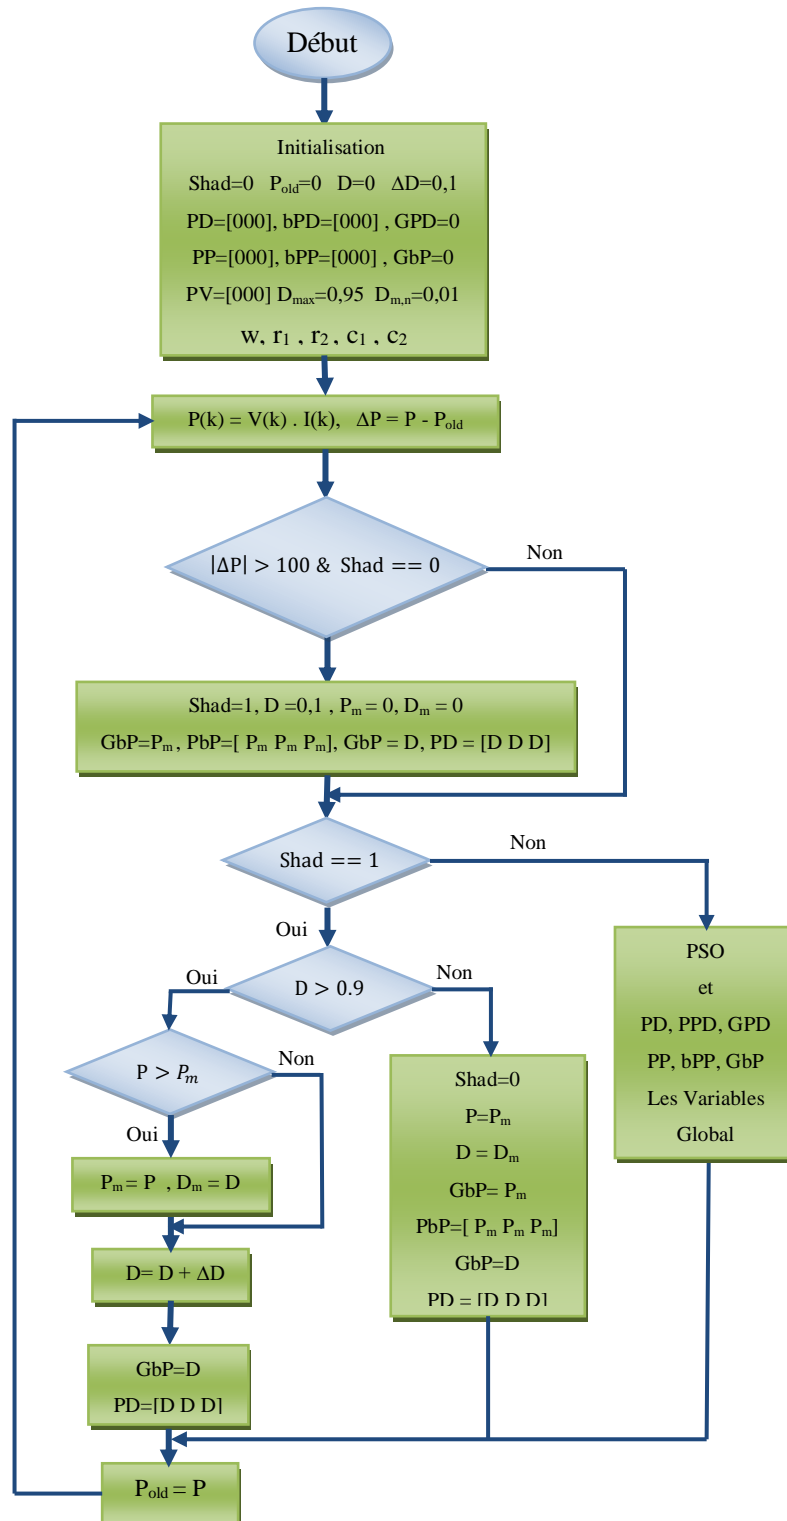 Début
Initialisation
Shad=0 Pold=0 D=0 ΔD=0,1
PD=[000], bPD=[000] , GPD=0
PP=[000], bPP=[000] , GbP=0
PV=[000] Dmax=0,95 Dm,n=0,01
w, r1 , r2 , c1 , c2
P(k) = V(k) . I(k), ΔP = P - Pold
|ΔP| > 100 & Shad == 0
Non
Shad=1, D =0,1 , Pm = 0, Dm = 0
GbP=Pm , PbP=[ Pm Pm Pm], GbP = D, PD = [D D D]
Shad == 1
Non
Oui
D > 0.9
Oui
Non
P > Pm
Non
Oui
Pm = P , Dm = D
D= D + ΔD
GbP=D
PD=[D D D]
Shad=0
P=Pm
D = Dm
GbP= Pm
PbP=[ Pm Pm Pm]
GbP=D
PD = [D D D]
PSO
et
PD, PPD, GPD
PP, bPP, GbP
Les Variables
Global
Pold = P